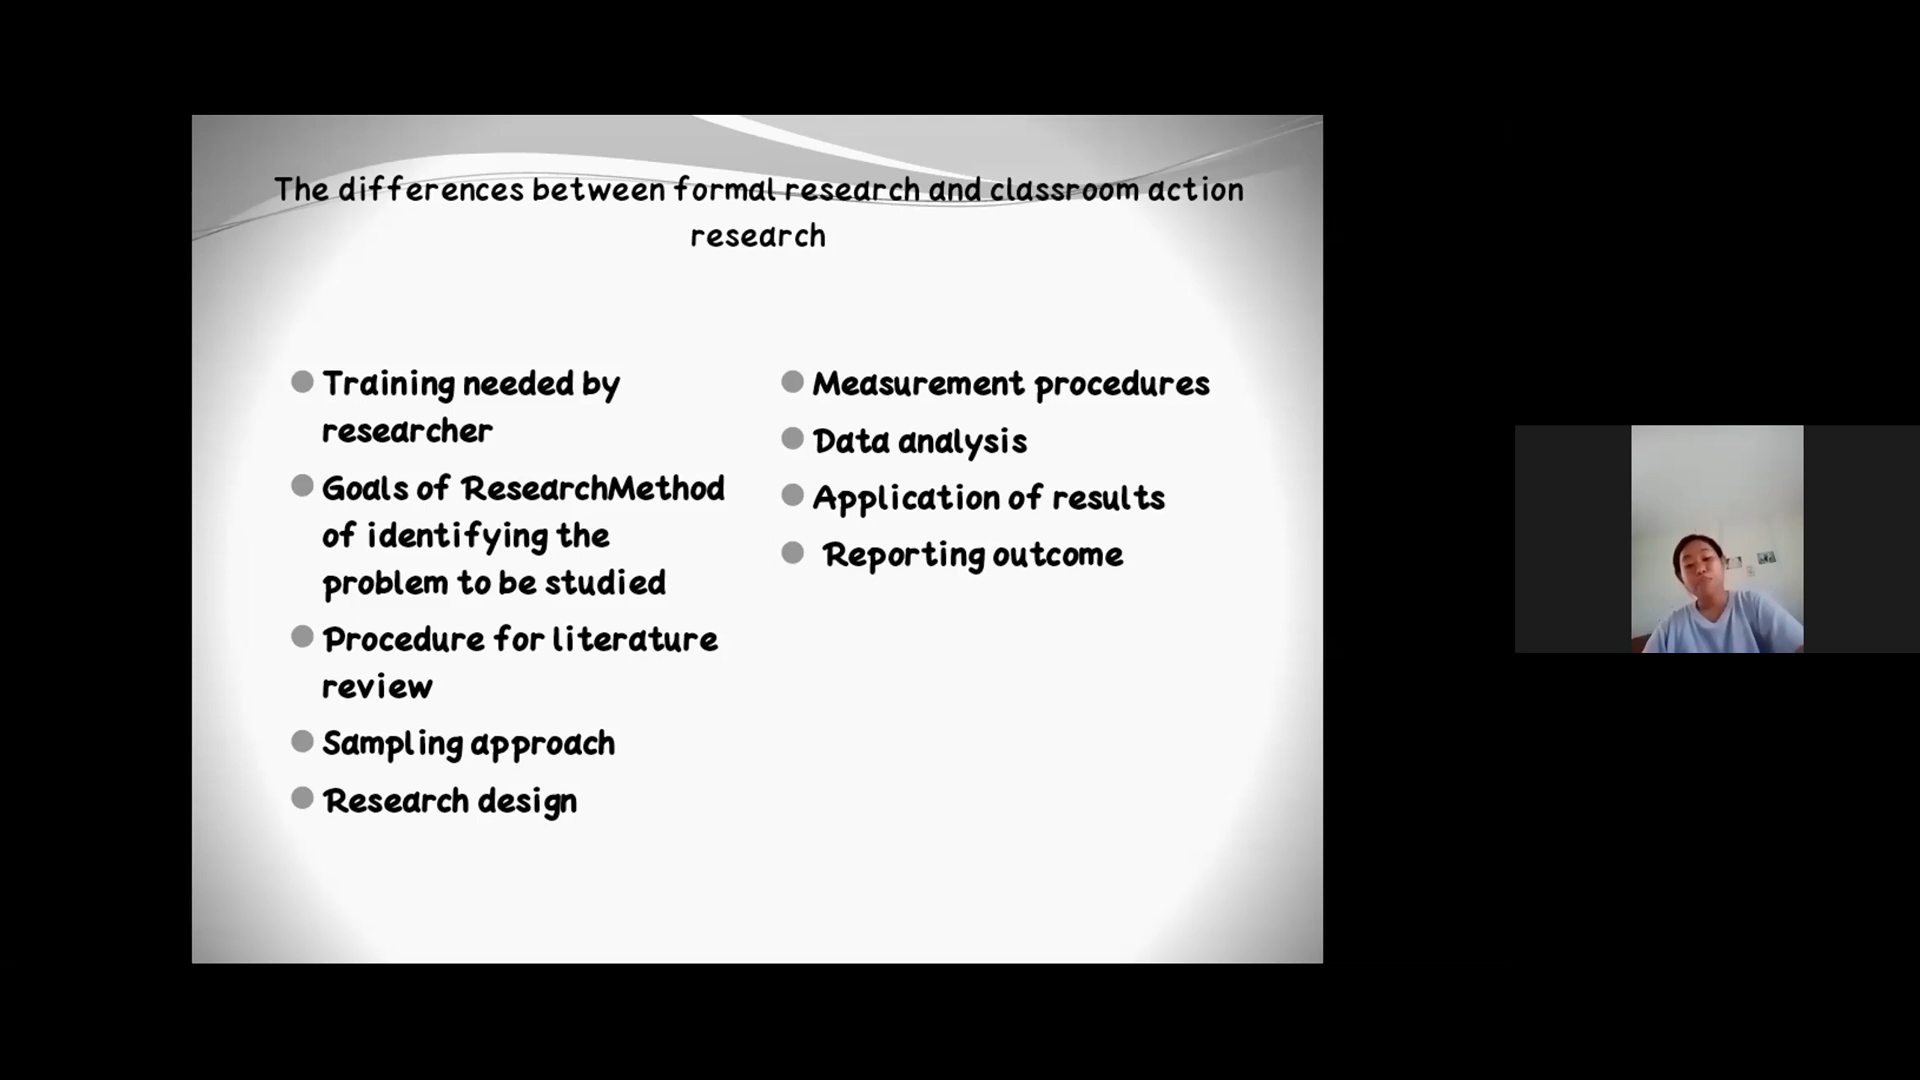 The differences between formal research and classroom action
research
Training needed by
researcher
Goals of ResearchMethod
of identifying the
problem to be studied
Procedure for literature
review
Sampling approach
Research design
Measurement procedures
Data analysis
Application of results
Reporting outcome